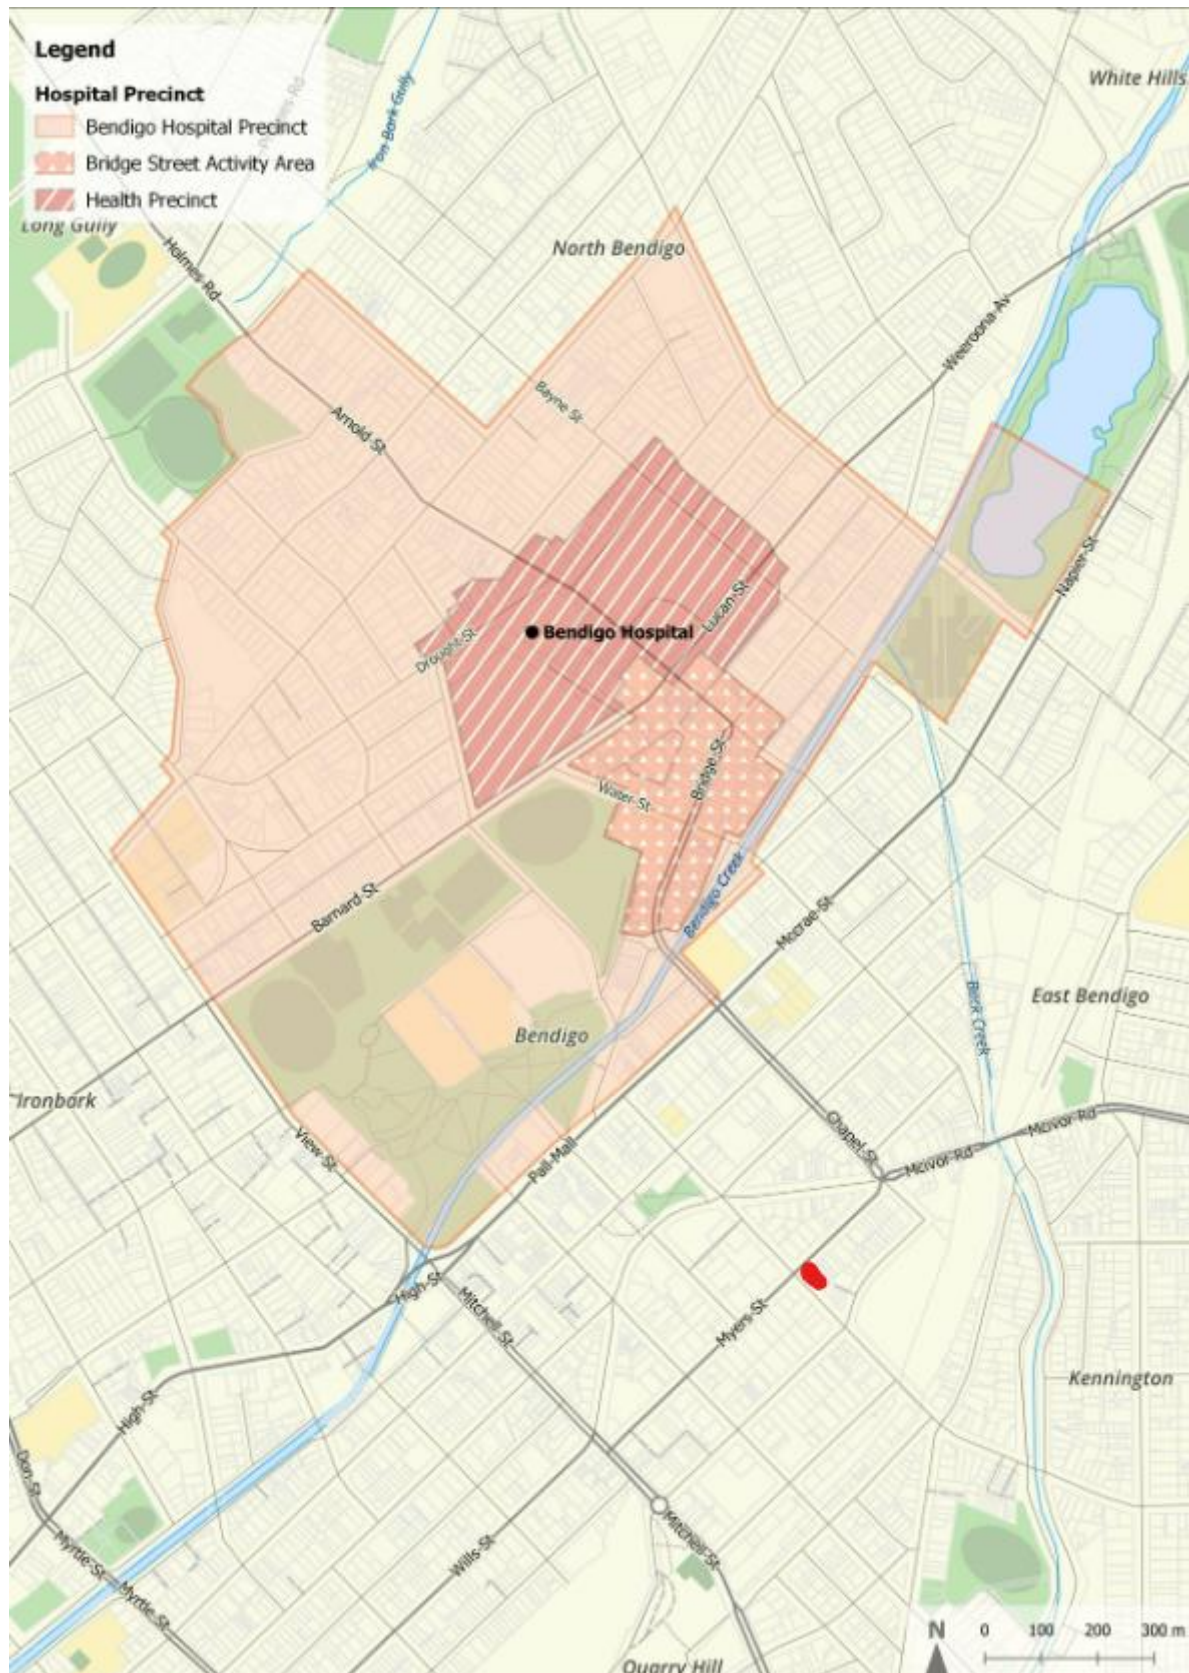 Legend
Hospital Precinct
Bendigo Hospital Precinct
Bridge Street Activity Area
Health Precinct
Iron Bark Gully
White Hills
Long Gully
Holmes Rd
North Bendigo
Weeroona Av
Bayne St
Arnold St
Napier St
Lucan St
Bendigo Hospital
Drought St
Bridge St
Water St
Barnard St
Bendigo Creek
Mccrae St
East Bendigo
Back Creek
Bendigo
Ironbark
View St
Pall Mall
Chapel St
Mcivor Rd
Mcivor Rd
High St
Mitchell St
Myers St
Kennington
High St
Don St
Mitchell St
Wills St
Myrtle St
Myrtle St
Quarry Hill
N 0 100 200 300 m